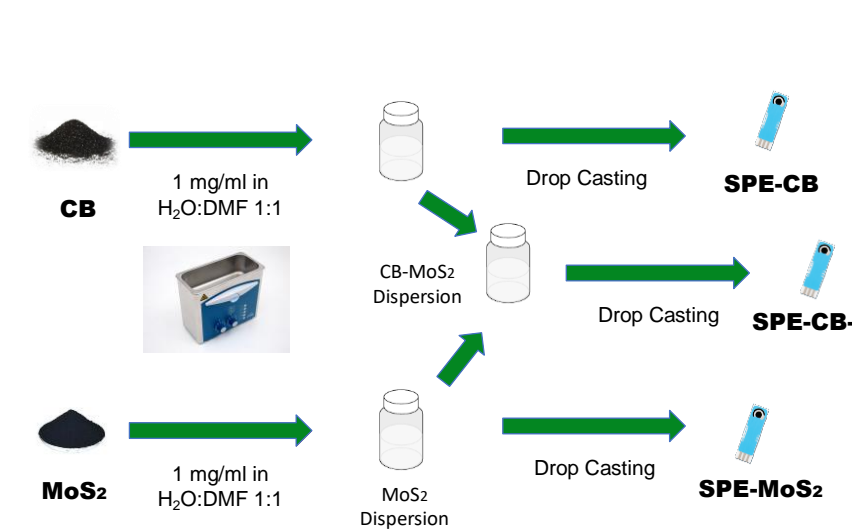 CB
1 mg/ml in
H₂O:DMF 1:1
Drop Casting
SPE-CB
CB-MoS2
Dispersion
Drop Casting
SPE-CB-
MoS2
1 mg/ml in
H₂O:DMF 1:1
MoS2
Dispersion
Drop Casting
SPE-MoS2